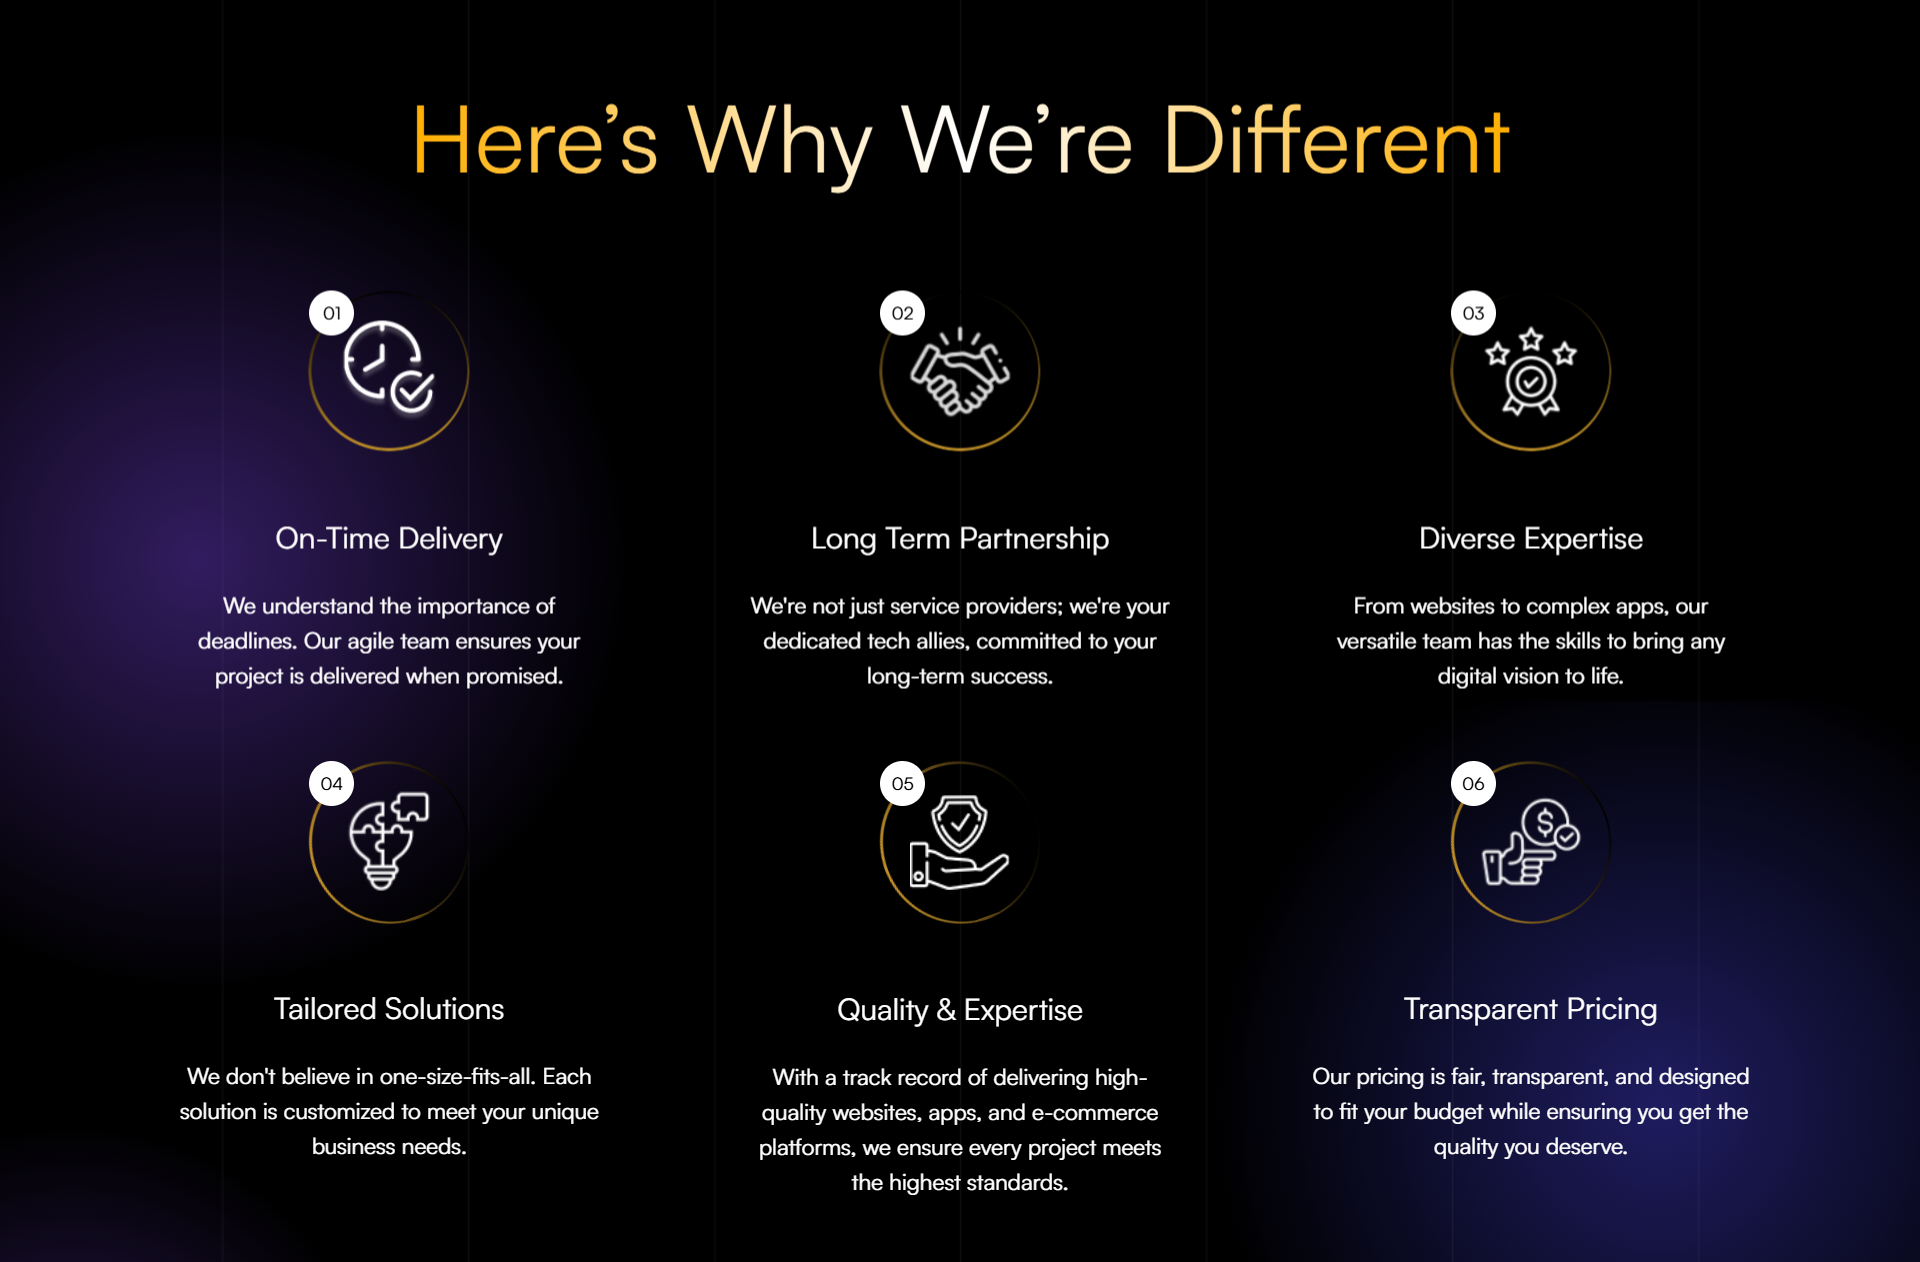 Here’s Why We’re Different
01
On-Time Delivery
We understand the importance of
deadlines. Our agile team ensures your
project is delivered when promised.
02
Long Term Partnership
We're not just service providers; we're your
dedicated tech allies, committed to your
long-term success.
03
Diverse Expertise
From websites to complex apps, our
versatile team has the skills to bring any
digital vision to life.
04
Tailored Solutions
We don't believe in one-size-fits-all. Each
solution is customized to meet your unique
business needs.
05
Quality & Expertise
With a track record of delivering high-
quality websites, apps, and e-commerce
platforms, we ensure every project meets
the highest standards.
06
$
Transparent Pricing
Our pricing is fair, transparent, and designed
to fit your budget while ensuring you get the
quality you deserve.